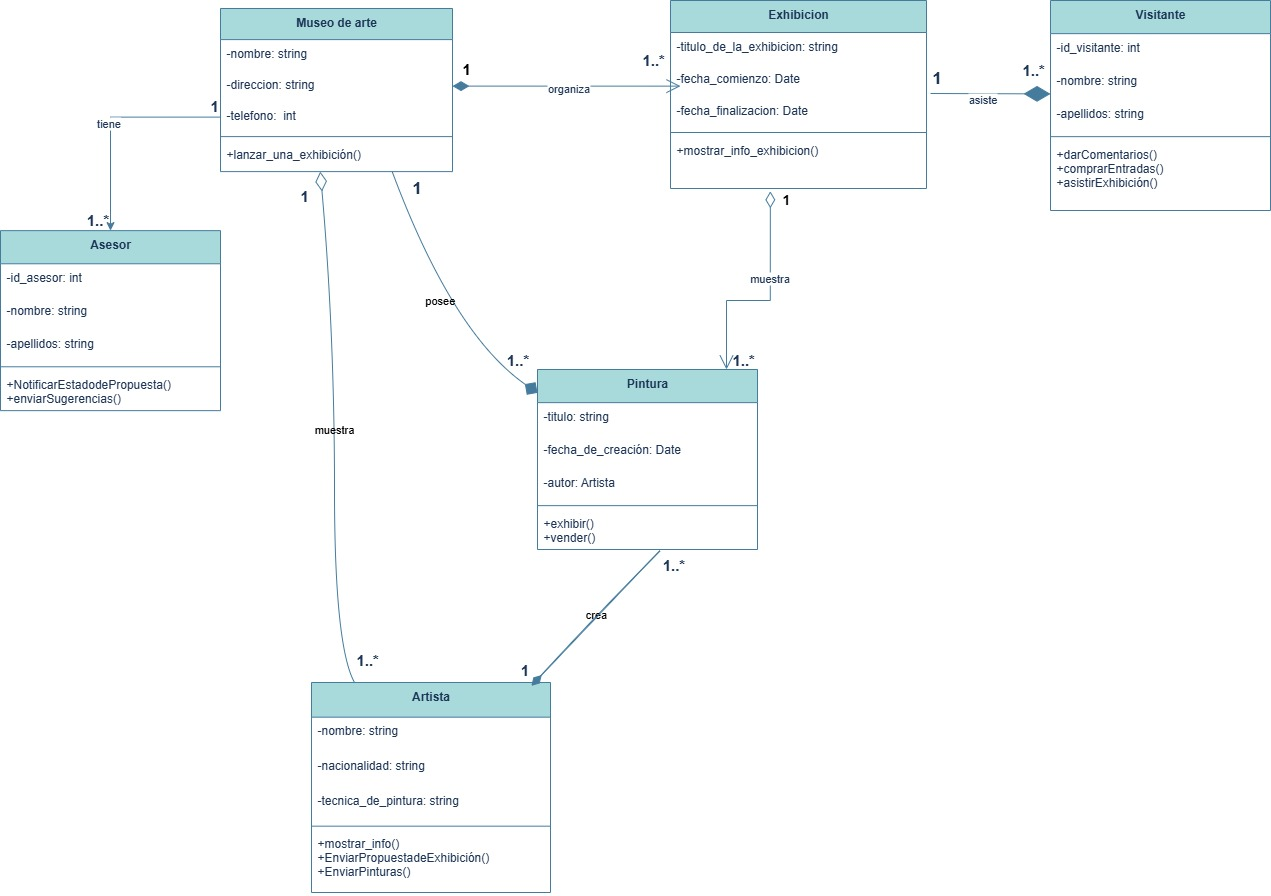 Museo de arte
-nombre: string
-direccion: string
-telefono: int
+lanzar_una_exhibición()
Exhibicion
-titulo_de_la_exhibicion: string
-fecha_comienzo: Date
-fecha_finalizacion: Date
+mostrar_info_exhibicion()
Visitante
-id_visitante: int
-nombre: string
-apellidos: string
+darComentarios()
+comprarEntradas()
+asistirExhibición()
1
organiza
1..*
1
asiste
1..*
1
tiene
1..*
Asesor
-id_asesor: int
-nombre: string
-apellidos: string
+NotificarEstadodePropuesta()
+enviarSugerencias()
1
muestra
1..*
1
posee
1..*
1
muestra
1..*
Pintura
-titulo: string
-fecha_de_creación: Date
-autor: Artista
+exhibir()
+vender()
1..*
crea
1
Artista
-nombre: string
-nacionalidad: string
-tecnica_de_pintura: string
+mostrar_info()
+EnviarPropuestadeExhibición()
+EnviarPinturas()